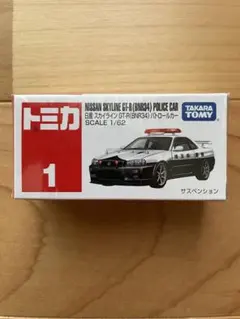 トミカ
1
NISSAN SKYLINE GT-R (BNR34) POLICE CAR
日産 スカイライン GT-R(BNR34) パトロールカー
SCALE 1/62
TAKARA
TOMY
サスペンション